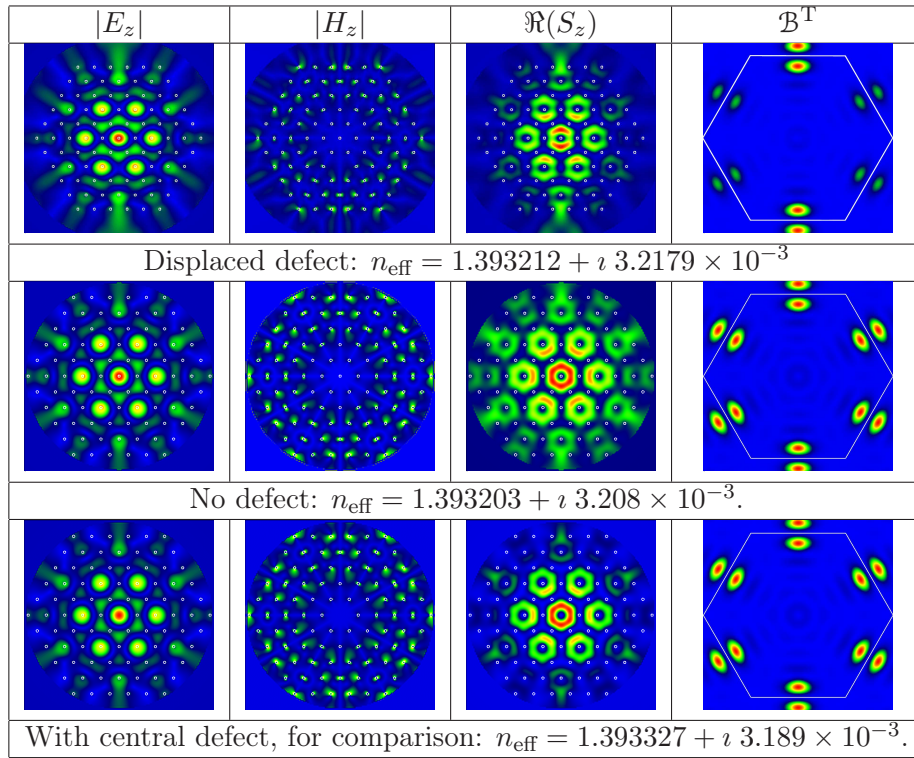 |E_z| |H_z| ℜ(S_z) ℬ^T
Displaced defect: n_eff = 1.393212 + ı 3.2179 × 10^−3
No defect: n_eff = 1.393203 + ı 3.208 × 10^−3.
With central defect, for comparison: n_eff = 1.393327 + ı 3.189 × 10^−3.